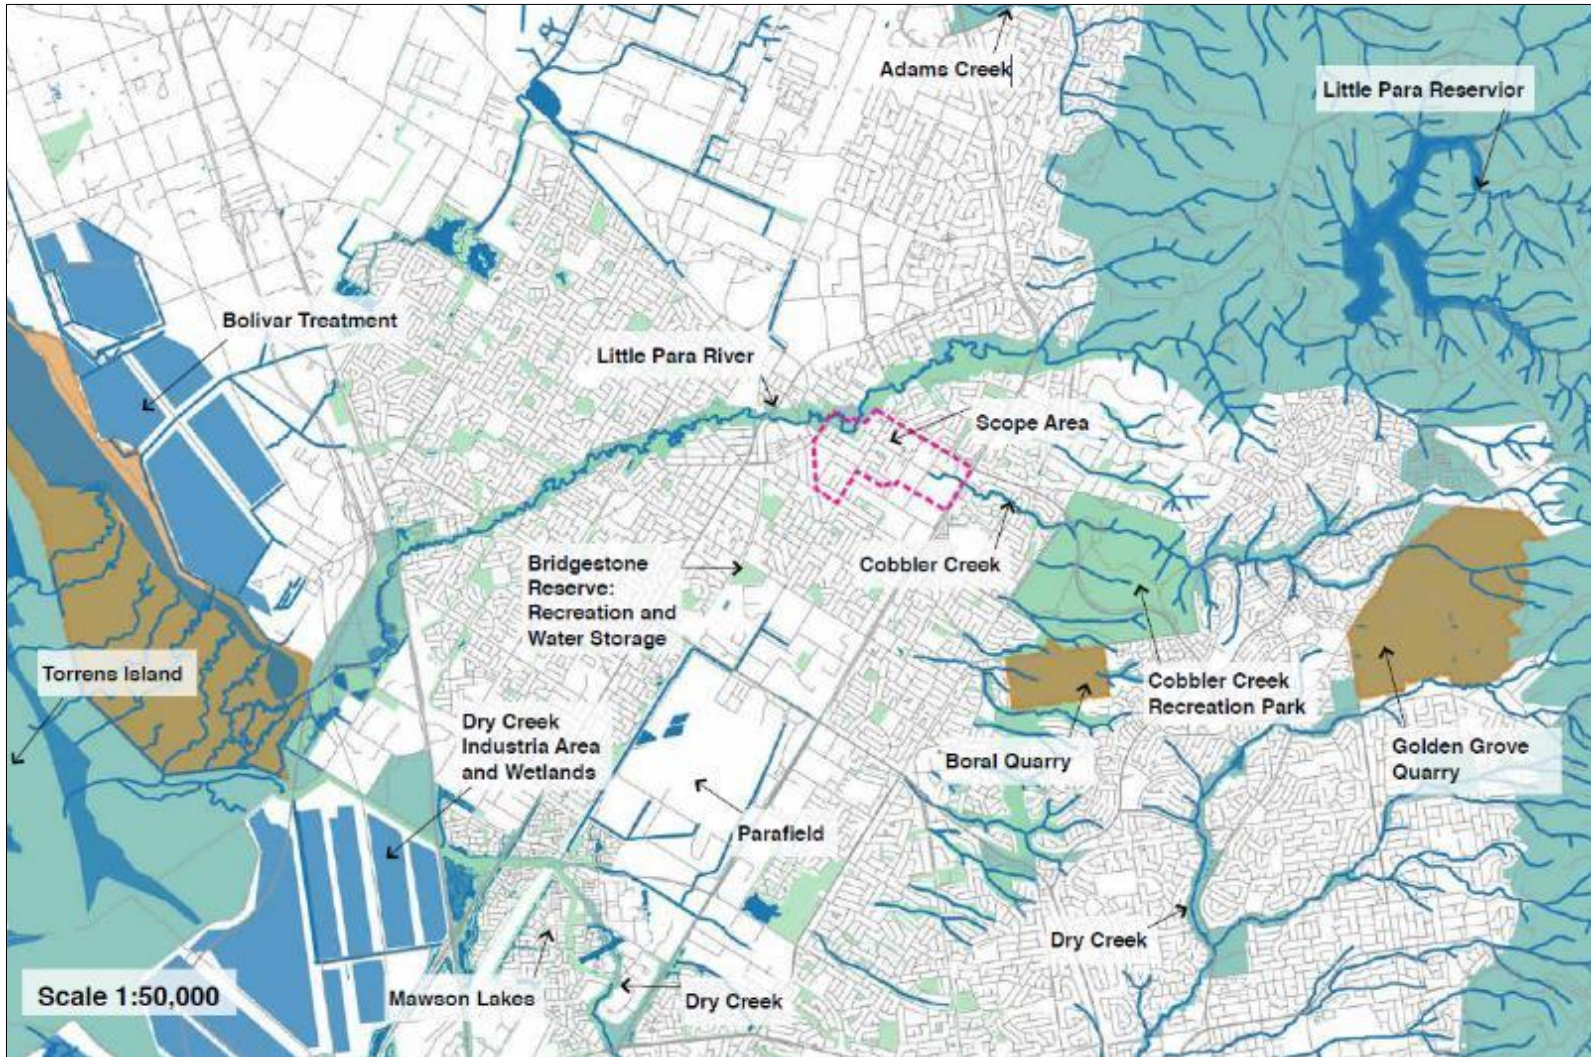 Adams Creek
Little Para Reservior
Bolivar Treatment
Little Para River
Scope Area
Bridgestone
Reserve:
Recreation and
Water Storage
Cobbler Creek
Torrens Island
Dry Creek
Industria Area
and Wetlands
Cobbler Creek
Recreation Park
Boral Quarry
Golden Grove
Quarry
Parafield
Dry Creek
Scale 1:50,000
Mawson Lakes
Dry Creek